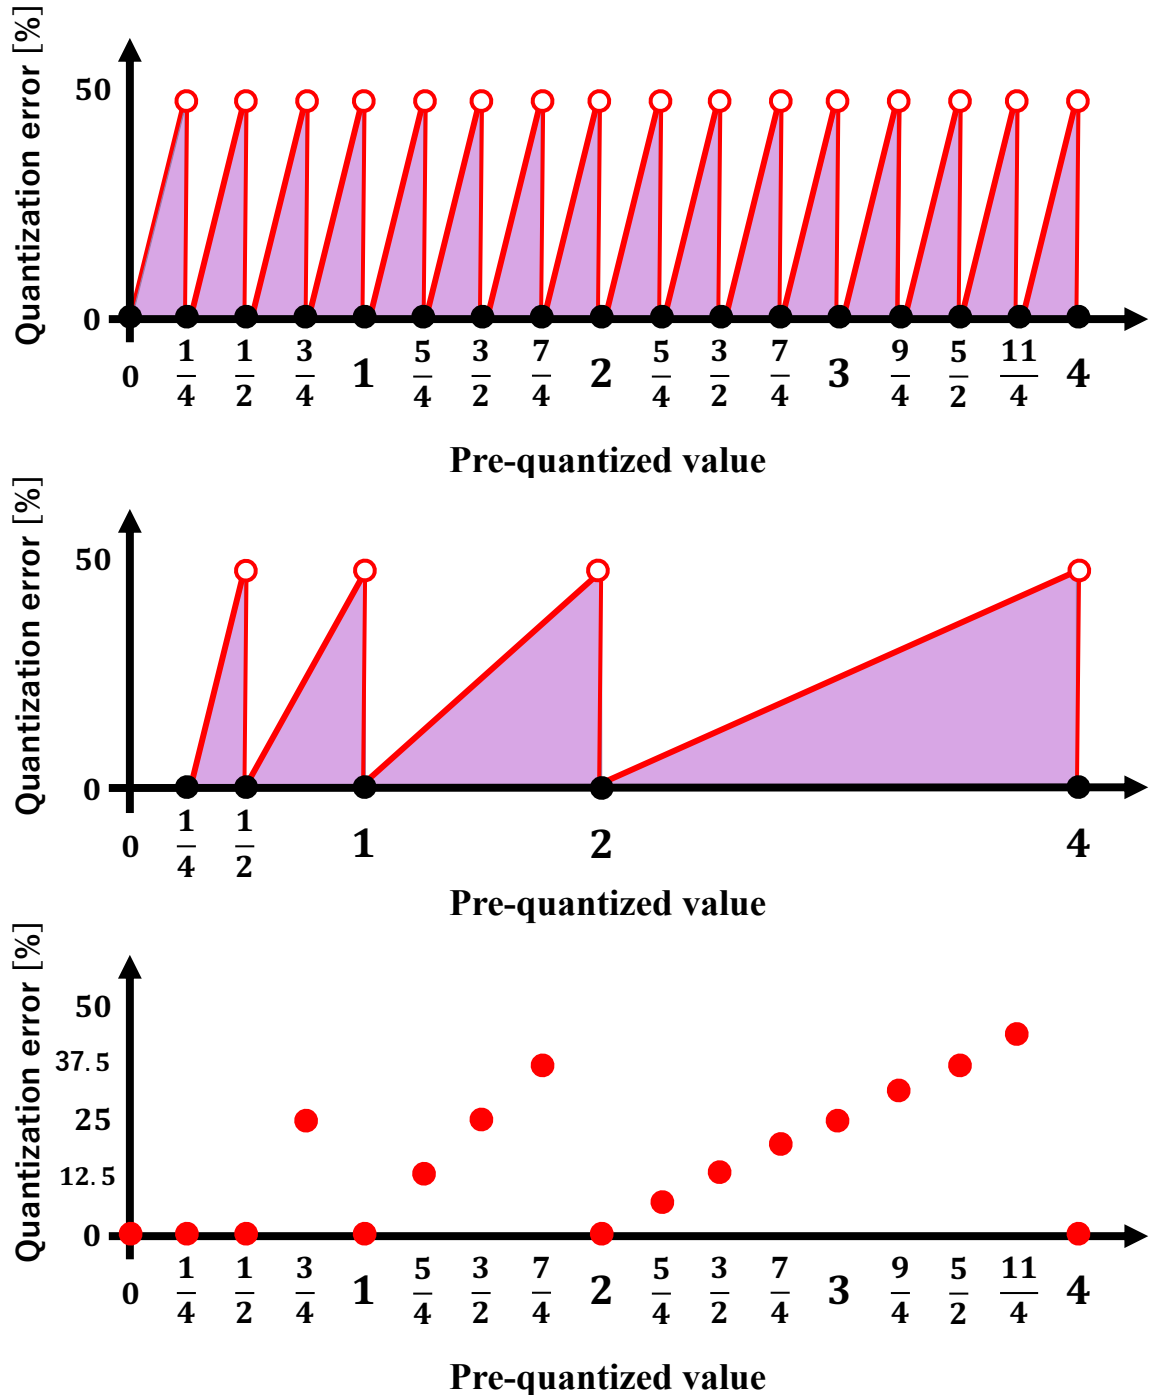 Quantization error [%]
50
0
0 1/4 1/2 3/4 1 5/4 3/2 7/4 2 5/4 3/2 7/4 3 9/4 5/2 11/4 4
Pre-quantized value
Quantization error [%]
50
0
0 1/4 1/2 1 2 4
Pre-quantized value
Quantization error [%]
50
37.5
25
12.5
0
0 1/4 1/2 3/4 1 5/4 3/2 7/4 2 5/4 3/2 7/4 3 9/4 5/2 11/4 4
Pre-quantized value